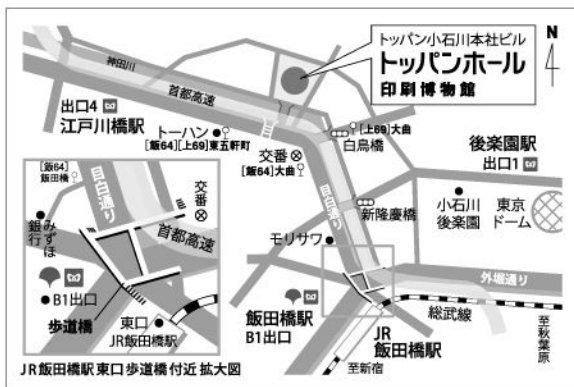 トッパン小石川本社ビル
トッパンホール
印刷博物館
N
神田川
首都高速
出口4
江戸川橋駅
トーハン
[飯64][上69]東五軒町
[上69]大曲
白鳥橋
交番
[飯64]大曲
後楽園駅
出口1
目白通り
新隆慶橋
小石川
後楽園
東京
ドーム
モリサワ
外堀通り
飯田橋駅
B1出口
JR
飯田橋駅
総武線
至秋葉原
至新宿
[飯64]
飯田橋
目白通り
交番
みずほ
銀行
首都高速
B1出口
歩道橋
東口
JR飯田橋駅
JR飯田橋駅東口歩道橋付近 拡大図